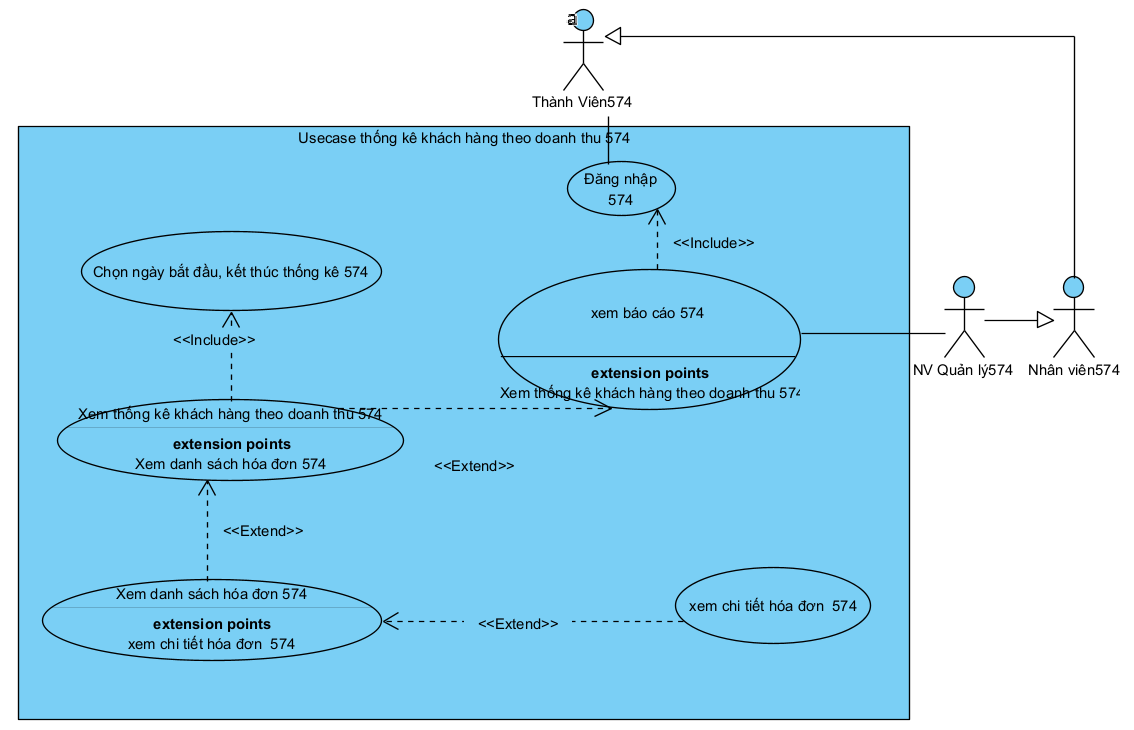 a
Thành Viên574
Usecase thống kê khách hàng theo doanh thu 574
Đăng nhập
574
<<Include>>
Chọn ngày bắt đầu, kết thúc thống kê 574
<<Include>>
xem báo cáo 574
extension points
Xem thống kê khách hàng theo doanh thu 574
NV Quản lý574
Nhân viên574
Xem thống kê khách hàng theo doanh thu 574
extension points
Xem danh sách hóa đơn 574
<<Extend>>
<<Extend>>
Xem danh sách hóa đơn 574
extension points
xem chi tiết hóa đơn  574
<<Extend>>
xem chi tiết hóa đơn  574